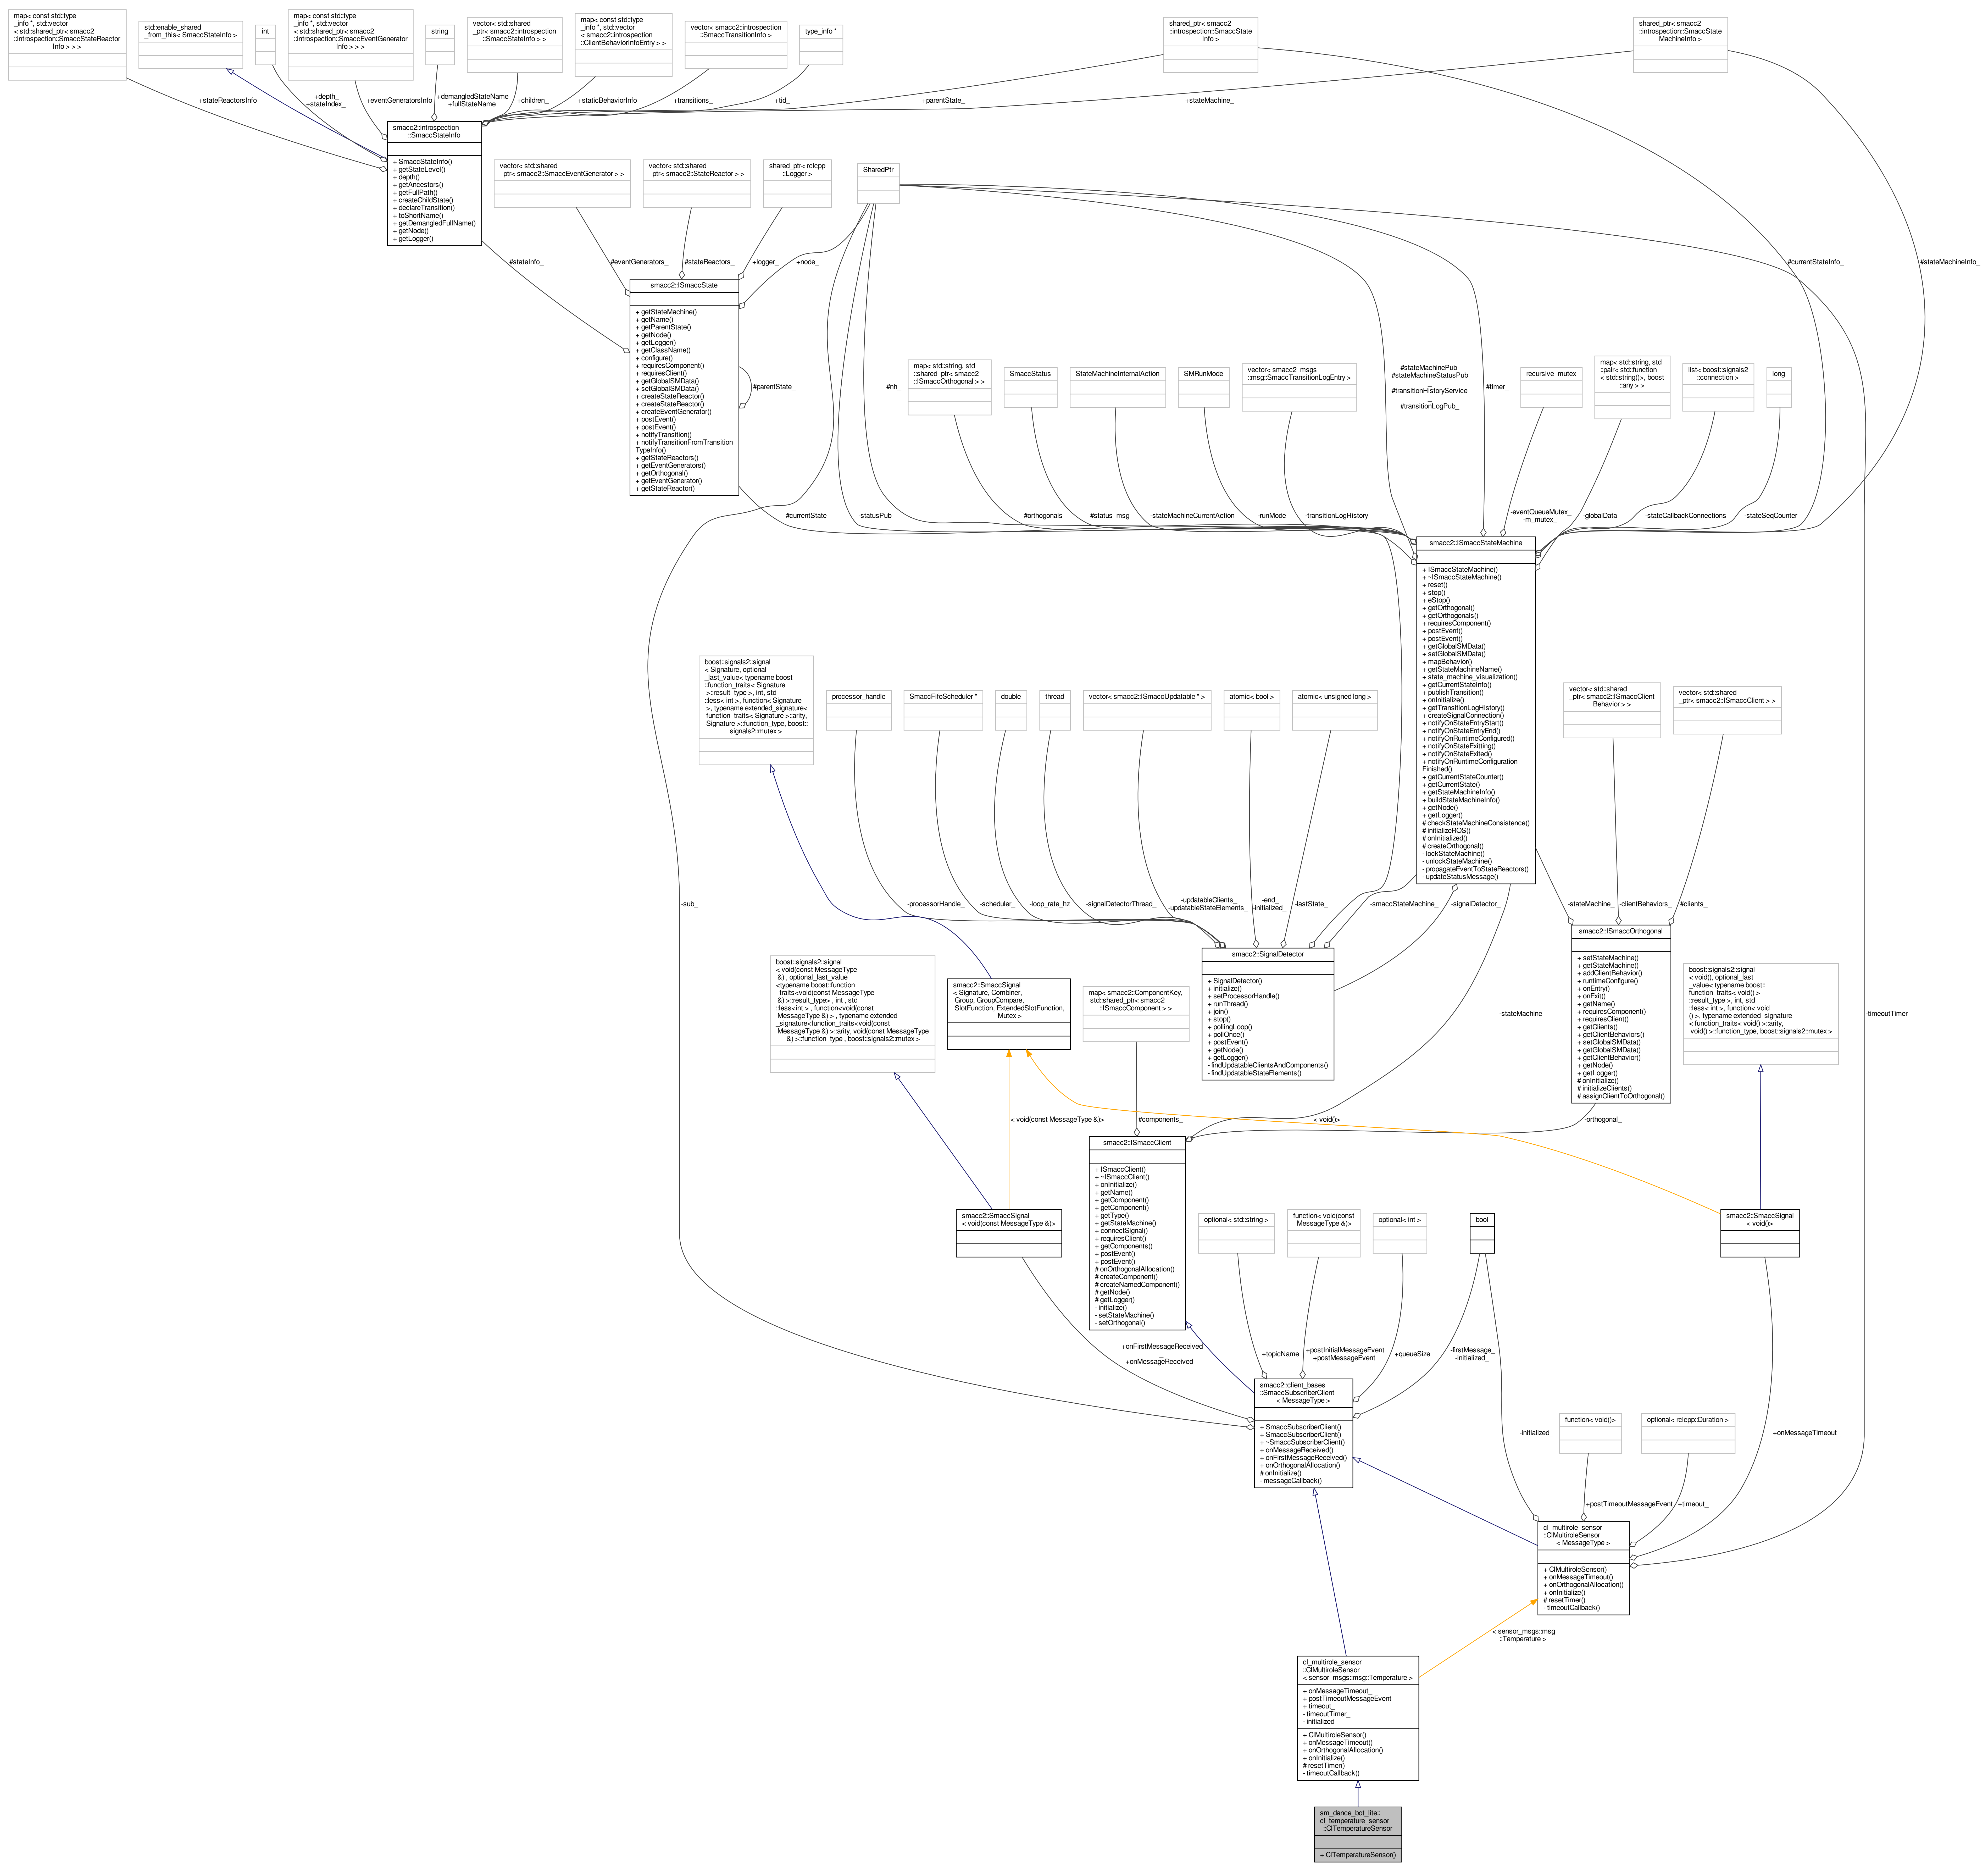 map< const std::type
_info *, std::vector
< std::shared_ptr< smacc2
::introspection::SmaccStateReactor
Info > > >
std::enable_shared
_from_this< SmaccStateInfo >
int
map< const std::type
_info *, std::vector
< std::shared_ptr< smacc2
::introspection::SmaccEventGenerator
Info > > >
string
vector< std::shared
_ptr< smacc2::introspection
::SmaccStateInfo > >
map< const std::type
_info *, std::vector
< smacc2::introspection
::ClientBehaviorInfoEntry > >
vector< smacc2::introspection
::SmaccTransitionInfo >
type_info *
shared_ptr< smacc2
::introspection::SmaccState
Info >
shared_ptr< smacc2
::introspection::SmaccState
MachineInfo >
+stateReactorsInfo
+depth_
+stateIndex_
+eventGeneratorsInfo
+demangledStateName
+fullStateName
+children_
+staticBehaviorInfo
+transitions_
+tid_
+parentState_
+stateMachine_
smacc2::introspection
::SmaccStateInfo
+ SmaccStateInfo()
+ getStateLevel()
+ depth()
+ getAncestors()
+ getFullPath()
+ createChildState()
+ declareTransition()
+ toShortName()
+ getDemangledFullName()
+ getNode()
+ getLogger()
vector< std::shared
_ptr< smacc2::SmaccEventGenerator > >
vector< std::shared
_ptr< smacc2::StateReactor > >
shared_ptr< rclcpp
::Logger >
SharedPtr
#stateInfo_
#eventGenerators_
#stateReactors_
+logger_
+node_
#currentStateInfo_
#stateMachineInfo_
smacc2::ISmaccState
+ getStateMachine()
+ getName()
+ getParentState()
+ getNode()
+ getLogger()
+ getClassName()
+ configure()
+ requiresComponent()
+ requiresClient()
+ getGlobalSMData()
+ setGlobalSMData()
+ createStateReactor()
+ createStateReactor()
+ createEventGenerator()
+ postEvent()
+ postEvent()
+ notifyTransition()
+ notifyTransitionFromTransition
TypeInfo()
+ getStateReactors()
+ getEventGenerators()
+ getOrthogonal()
+ getEventGenerator()
+ getStateReactor()
#parentState_
#nh_
map< std::string, std
::shared_ptr< smacc2
::ISmaccOrthogonal > >
SmaccStatus
StateMachineInternalAction
SMRunMode
vector< smacc2_msgs
::msg::SmaccTransitionLogEntry >
#stateMachinePub_
#stateMachineStatusPub
_
#transitionHistoryService
_
#transitionLogPub_
#timer_
recursive_mutex
map< std::string, std
::pair< std::function
< std::string()>, boost
::any > >
list< boost::signals2
::connection >
long
#currentState_
-statusPub_
#orthogonals_
#status_msg_
-stateMachineCurrentAction
-runMode_
-transitionLogHistory_
-eventQueueMutex_
-m_mutex_
-globalData_
-stateCallbackConnections
-stateSeqCounter_
smacc2::ISmaccStateMachine
+ ISmaccStateMachine()
+ ~ISmaccStateMachine()
+ reset()
+ stop()
+ eStop()
+ getOrthogonal()
+ getOrthogonals()
+ requiresComponent()
+ postEvent()
+ postEvent()
+ getGlobalSMData()
+ setGlobalSMData()
+ mapBehavior()
+ getStateMachineName()
+ state_machine_visualization()
+ getCurrentStateInfo()
+ publishTransition()
+ onInitialize()
+ getTransitionLogHistory()
+ createSignalConnection()
+ notifyOnStateEntryStart()
+ notifyOnStateEntryEnd()
+ notifyOnRuntimeConfigured()
+ notifyOnStateExitting()
+ notifyOnStateExited()
+ notifyOnRuntimeConfiguration
Finished()
+ getCurrentStateCounter()
+ getCurrentState()
+ getStateMachineInfo()
+ buildStateMachineInfo()
+ getNode()
+ getLogger()
# checkStateMachineConsistence()
# initializeROS()
# onInitialized()
# createOrthogonal()
- lockStateMachine()
- unlockStateMachine()
- propagateEventToStateReactors()
- updateStatusMessage()
boost::signals2::signal
< Signature, optional
_last_value< typename boost
::function_traits< Signature
>::result_type >, int, std
::less< int >, function< Signature
>, typename extended_signature<
function_traits< Signature >::arity,
Signature >::function_type, boost::
signals2::mutex >
processor_handle
SmaccFifoScheduler *
double
thread
vector< smacc2::ISmaccUpdatable * >
atomic< bool >
atomic< unsigned long >
vector< std::shared
_ptr< smacc2::ISmaccClient
Behavior > >
vector< std::shared
_ptr< smacc2::ISmaccClient > >
-sub_
-processorHandle_
-scheduler_
-loop_rate_hz
-signalDetectorThread_
-updatableClients_
-updatableStateElements_
-end_
-initialized_
-lastState_
-smaccStateMachine_
-signalDetector_
-stateMachine_
-clientBehaviors_
#clients_
smacc2::SignalDetector
+ SignalDetector()
+ initialize()
+ setProcessorHandle()
+ runThread()
+ join()
+ stop()
+ pollingLoop()
+ pollOnce()
+ postEvent()
+ getNode()
+ getLogger()
- findUpdatableClientsAndComponents()
- findUpdatableStateElements()
smacc2::ISmaccOrthogonal
+ setStateMachine()
+ getStateMachine()
+ addClientBehavior()
+ runtimeConfigure()
+ onEntry()
+ onExit()
+ getName()
+ requiresComponent()
+ requiresClient()
+ getClients()
+ getClientBehaviors()
+ setGlobalSMData()
+ getGlobalSMData()
+ getClientBehavior()
+ getNode()
+ getLogger()
# onInitialize()
# initializeClients()
# assignClientToOrthogonal()
boost::signals2::signal
< void(const MessageType
&) , optional_last_value
<typename boost::function
_traits<void(const MessageType
&) >::result_type> , int , std
::less<int > , function<void(const
MessageType &) > , typename extended
_signature<function_traits<void(const
MessageType &) >::arity, void(const MessageType
&) >::function_type , boost::signals2::mutex >
smacc2::SmaccSignal
< Signature, Combiner,
Group, GroupCompare,
SlotFunction, ExtendedSlotFunction,
Mutex >
map< smacc2::ComponentKey,
std::shared_ptr< smacc2
::ISmaccComponent > >
boost::signals2::signal
< void(), optional_last
_value< typename boost::
function_traits< void() >
::result_type >, int, std
::less< int >, function< void
() >, typename extended_signature
< function_traits< void() >::arity,
void() >::function_type, boost::signals2::mutex >
-stateMachine_
-timeoutTimer_
< void(const MessageType &)>
#components_
< void()>
-orthogonal_
smacc2::ISmaccClient
+ ISmaccClient()
+ ~ISmaccClient()
+ onInitialize()
+ getName()
+ getComponent()
+ getComponent()
+ getType()
+ getStateMachine()
+ connectSignal()
+ requiresClient()
+ getComponents()
+ postEvent()
+ postEvent()
# onOrthogonalAllocation()
# createComponent()
# createNamedComponent()
# getNode()
# getLogger()
- initialize()
- setStateMachine()
- setOrthogonal()
smacc2::SmaccSignal
< void(const MessageType &)>
optional< std::string >
function< void(const
MessageType &)>
optional< int >
bool
smacc2::SmaccSignal
< void()>
+onFirstMessageReceived
_
+onMessageReceived_
+topicName
+postInitialMessageEvent
+postMessageEvent
+queueSize
-firstMessage_
-initialized_
smacc2::client_bases
::SmaccSubscriberClient
< MessageType >
+ SmaccSubscriberClient()
+ SmaccSubscriberClient()
+ ~SmaccSubscriberClient()
+ onMessageReceived()
+ onFirstMessageReceived()
+ onOrthogonalAllocation()
# onInitialize()
- messageCallback()
function< void()>
optional< rclcpp::Duration >
-initialized_
+onMessageTimeout_
+postTimeoutMessageEvent
+timeout_
cl_multirole_sensor
::ClMultiroleSensor
< MessageType >
+ ClMultiroleSensor()
+ onMessageTimeout()
+ onOrthogonalAllocation()
+ onInitialize()
# resetTimer()
- timeoutCallback()
< sensor_msgs::msg
::Temperature >
cl_multirole_sensor
::ClMultiroleSensor
< sensor_msgs::msg::Temperature >
+ onMessageTimeout_
+ postTimeoutMessageEvent
+ timeout_
- timeoutTimer_
- initialized_
+ ClMultiroleSensor()
+ onMessageTimeout()
+ onOrthogonalAllocation()
+ onInitialize()
# resetTimer()
- timeoutCallback()
sm_dance_bot_lite::
cl_temperature_sensor
::ClTemperatureSensor
+ ClTemperatureSensor()